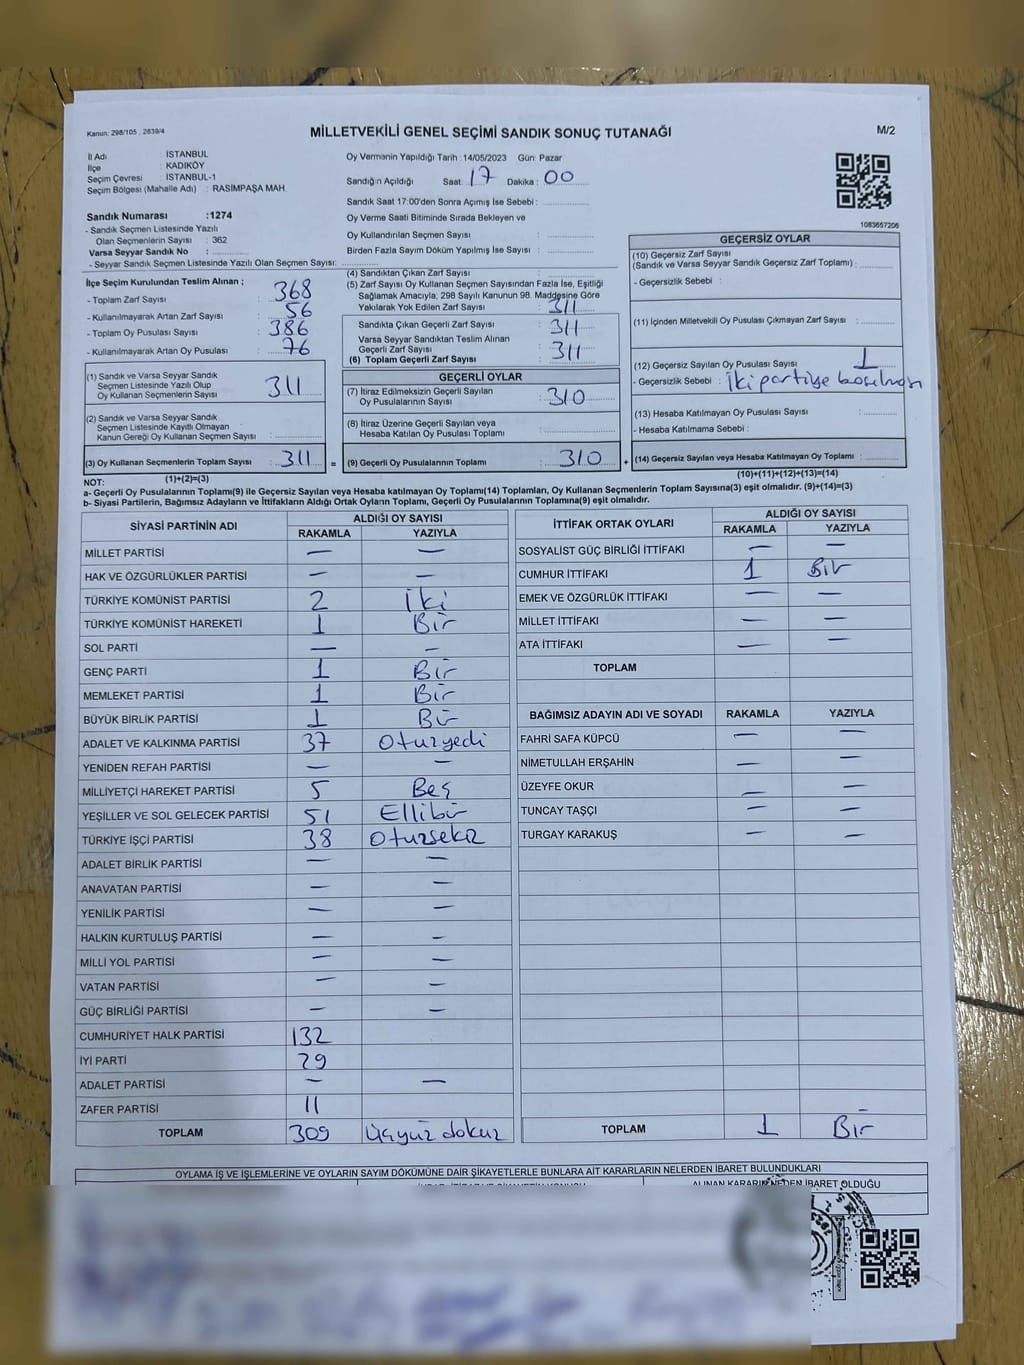 Kanun: 298/105 , 2839/4
MİLLETVEKİLİ GENEL SEÇİMİ SANDIK SONUÇ TUTANAĞI
M/2
İl Adı : İSTANBUL
İlçe : KADIKÖY
Seçim Çevresi : İSTANBUL-1
Seçim Bölgesi (Mahalle Adı) : RASİMPAŞA MAH.
Sandık Numarası :1274
- Sandık Seçmen Listesinde Yazılı
Olan Seçmenlerin Sayısı : 362
Varsa Seyyar Sandık No :
- Seyyar Sandık Seçmen Listesinde Yazılı Olan Seçmen Sayısı:
Oy Vermenin Yapıldığı Tarih :14/05/2023 Gün: Pazar
Sandığın Açıldığı Saat: 17 Dakika : 00
Sandık Saat 17:00'den Sonra Açımış İse Sebebi :
Oy Verme Saati Bitiminde Sırada Bekleyen ve
Oy Kullandırılan Seçmen Sayısı :
Birden Fazla Sayım Döküm Yapılmış İse Sayısı :
1083657206
İlçe Seçim Kurulundan Teslim Alınan ;
- Toplam Zarf Sayısı : 368
- Kullanılmayarak Artan Zarf Sayısı : 56
- Toplam Oy Pusulası Sayısı : 386
- Kullanılmayarak Artan Oy Pusulası : 76
(1) Sandık ve Varsa Seyyar Sandık
Seçmen Listesinde Yazılı Olup
Oy Kullanan Seçmenlerin Sayısı : 311
(2) Sandık ve Varsa Seyyar Sandık
Seçmen Listesinde Kayıtlı Olmayan
Kanun Gereği Oy Kullanan Seçmen Sayısı :
(3) Oy Kullanan Seçmenlerin Toplam Sayısı : 311 =
(1)+(2)=(3)
(4) Sandıktan Çıkan Zarf Sayısı :
(5) Zarf Sayısı Oy Kullanan Seçmen Sayısından Fazla İse, Eşitliği
Sağlamak Amacıyla, 298 Sayılı Kanunun 98. Maddesine Göre
Yakılarak Yok Edilen Zarf Sayısı : 311
Sandıkta Çıkan Geçerli Zarf Sayısı : 311
Varsa Seyyar Sandıktan Teslim Alınan
Geçerli Zarf Sayısı
(6) Toplam Geçerli Zarf Sayısı : 311
GEÇERLİ OYLAR
(7) İtiraz Edilmeksizin Geçerli Sayılan
Oy Pusulalarının Sayısı : 310
(8) İtiraz Üzerine Geçerli Sayılan veya
Hesaba Katılan Oy Pusulası Toplamı :
(9) Geçerli Oy Pusulalarının Toplamı : 310 +
GEÇERSİZ OYLAR
(10) Geçersiz Zarf Sayısı
(Sandık ve Varsa Seyyar Sandık Geçersiz Zarf Toplamı) :
- Geçersizlik Sebebi :
(11) İçinden Milletvekili Oy Pusulası Çıkmayan Zarf Sayısı :
(12) Geçersiz Sayılan Oy Pusulası Sayısı : 1
- Geçersizlik Sebebi : İki partiye basılması
(13) Hesaba Katılmayan Oy Pusulası Sayısı :
- Hesaba Katılmama Sebebi :
(14) Geçersiz Sayılan veya Hesaba Katılmayan Oy Pusulası Toplamı :
(10)+(11)+(12)+(13)=(14)
NOT:
a- Geçerli Oy Pusulalarının Toplamı(9) ile Geçersiz Sayılan veya Hesaba katılmayan Oy Toplamı(14) Toplamları, Oy Kullanan Seçmenlerin Toplam Sayısına(3) eşit olmalıdır. (9)+(14)=(3)
b- Siyasi Partilerin, Bağımsız Adayların ve İttifakların Aldığı Ortak Oyların Toplamı, Geçerli Oy Pusulalarının Toplamına(9) eşit olmalıdır.
SİYASİ PARTİNİN ADI ALDIĞI OY SAYISI
RAKAMLA YAZIYLA
MİLLET PARTİSİ — —
HAK VE ÖZGÜRLÜKLER PARTİSİ — —
TÜRKİYE KOMÜNİST PARTİSİ 2 İki
TÜRKİYE KOMÜNİST HAREKETİ 1 Bir
SOL PARTİ — —
GENÇ PARTİ 1 Bir
MEMLEKET PARTİSİ 1 Bir
BÜYÜK BİRLİK PARTİSİ 1 Bir
ADALET VE KALKINMA PARTİSİ 37 Otuzyedi
YENİDEN REFAH PARTİSİ — —
MİLLİYETÇİ HAREKET PARTİSİ 5 Beş
YEŞİLLER VE SOL GELECEK PARTİSİ 51 Ellibir
TÜRKİYE İŞÇİ PARTİSİ 38 Otuzsekiz
ADALET BİRLİK PARTİSİ — —
ANAVATAN PARTİSİ — —
YENİLİK PARTİSİ — —
HALKIN KURTULUŞ PARTİSİ — —
MİLLİ YOL PARTİSİ — —
VATAN PARTİSİ — —
GÜÇ BİRLİĞİ PARTİSİ — —
CUMHURİYET HALK PARTİSİ 132
İYİ PARTİ 29
ADALET PARTİSİ — —
ZAFER PARTİSİ 11
TOPLAM 309 üçyüz dokuz
İTTİFAK ORTAK OYLARI ALDIĞI OY SAYISI
RAKAMLA YAZIYLA
SOSYALİST GÜÇ BİRLİĞİ İTTİFAKI — —
CUMHUR İTTİFAKI 1 Bir
EMEK VE ÖZGÜRLÜK İTTİFAKI — —
MİLLET İTTİFAKI — —
ATA İTTİFAKI — —
TOPLAM
BAĞIMSIZ ADAYIN ADI VE SOYADI RAKAMLA YAZIYLA
FAHRİ SAFA KÜPCÜ — —
NİMETULLAH ERŞAHİN — —
ÜZEYFE OKUR — —
TUNCAY TAŞÇI — —
TURGAY KARAKUŞ — —
TOPLAM 1 Bir
OYLAMA İŞ VE İŞLEMLERİNE VE OYLARIN SAYIM DÖKÜMÜNE DAİR ŞİKAYETLERLE BUNLARA AİT KARARLARIN NELERDEN İBARET BULUNDUKLARI
ALINAN KARARIN NEDEN İBARET OLDUĞU